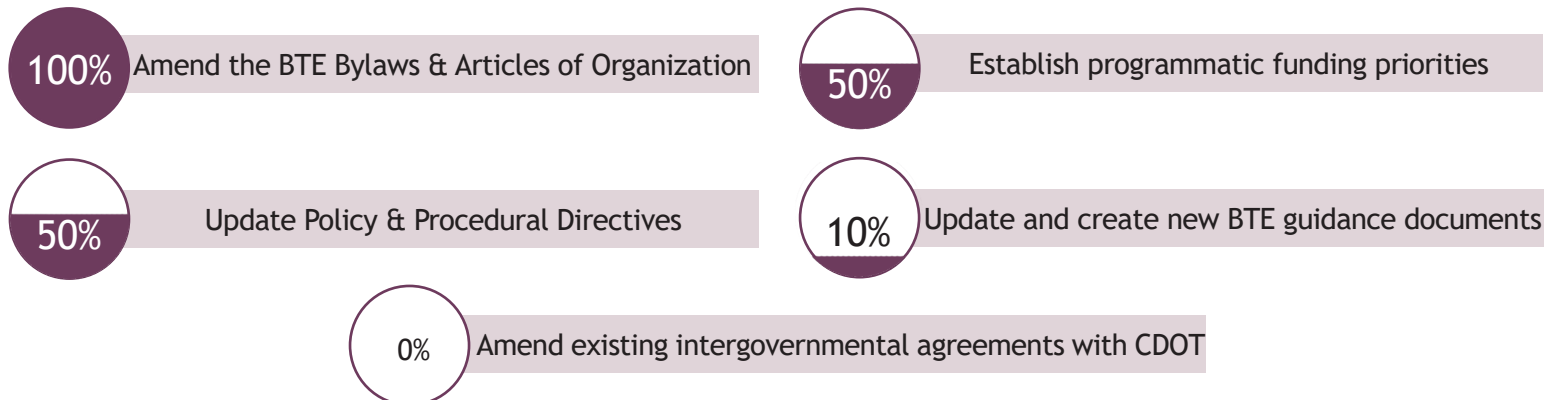 100% Amend the BTE Bylaws & Articles of Organization
50% Establish programmatic funding priorities
50% Update Policy & Procedural Directives
10% Update and create new BTE guidance documents
0% Amend existing intergovernmental agreements with CDOT